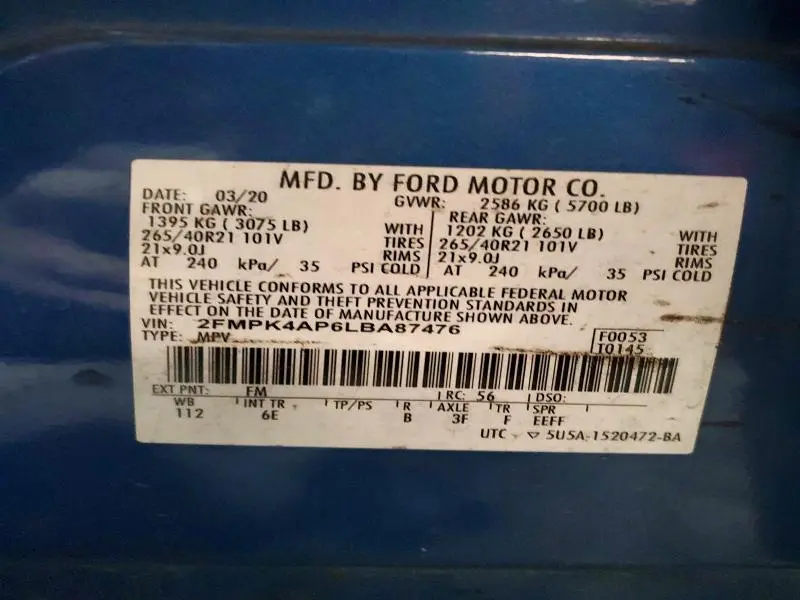 MFD. BY FORD MOTOR CO.
DATE: 03/20 GVWR: 2586 KG ( 5700 LB)
FRONT GAWR: REAR GAWR:
1395 KG ( 3075 LB) WITH 1202 KG ( 2650 LB) WITH
265/40R21 101V TIRES 265/40R21 101V TIRES
21x9.0J RIMS 21x9.0J RIMS
AT 240 kPa/ 35 PSI COLD AT 240 kPa/ 35 PSI COLD
THIS VEHICLE CONFORMS TO ALL APPLICABLE FEDERAL MOTOR
VEHICLE SAFETY AND THEFT PREVENTION STANDARDS IN
EFFECT ON THE DATE OF MANUFACTURE SHOWN ABOVE.
VIN: 2FMPK4AP6LBA87476 F0053
TYPE: MPV T0145
EXT PNT: FM RC: 56 DSO:
WB INT TR TP/PS R AXLE TR SPR
112 6E B 3F F EEFF
UTC ▽ 5U5A-1520472-BA